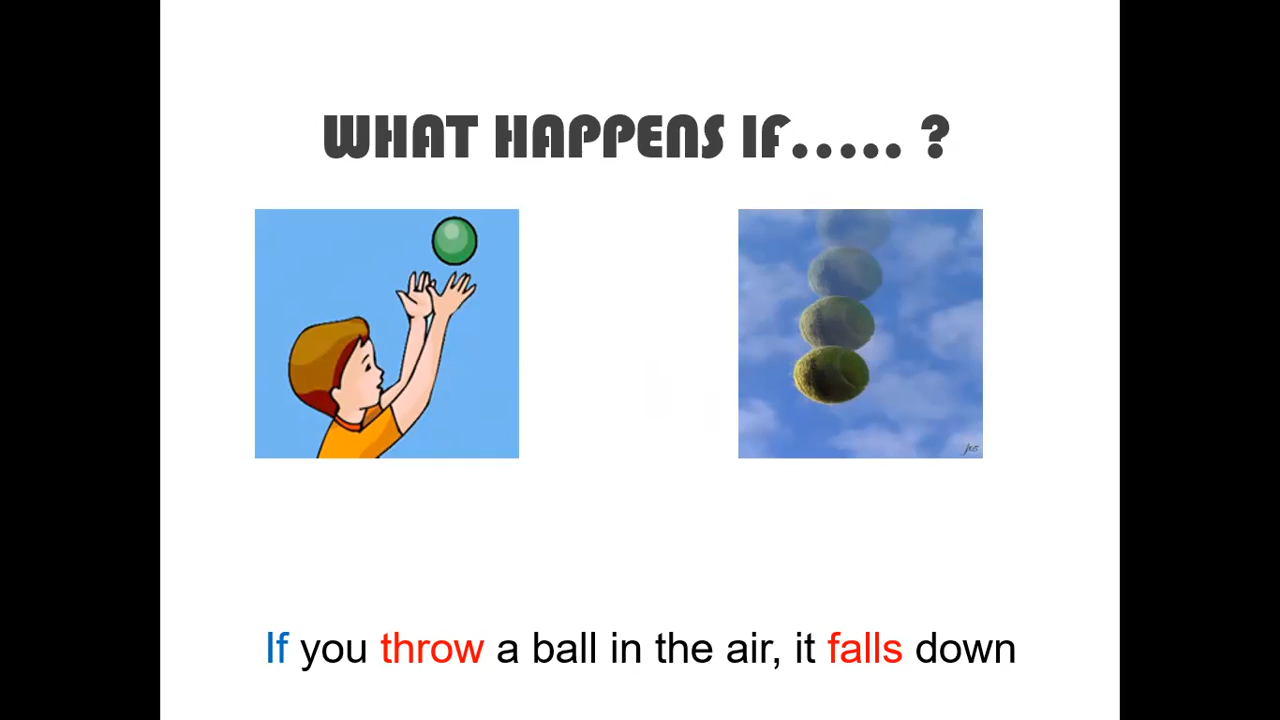 WHAT HAPPENS IF..... ?
If you throw a ball in the air, it falls down